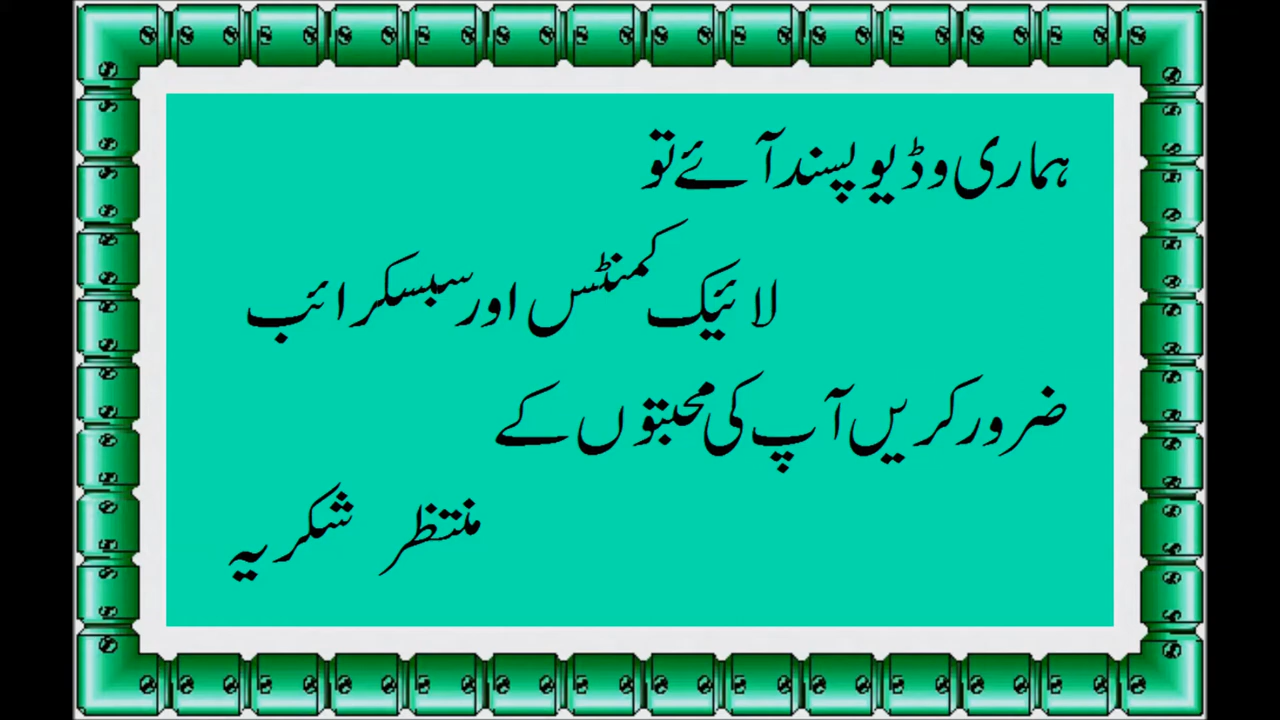 ہماری وڈیو پسند آئے تو
لائیک کمنٹس اور سبسکرائب
ضرور کریں آپ کی محبتوں کے
منتظر شکریہ